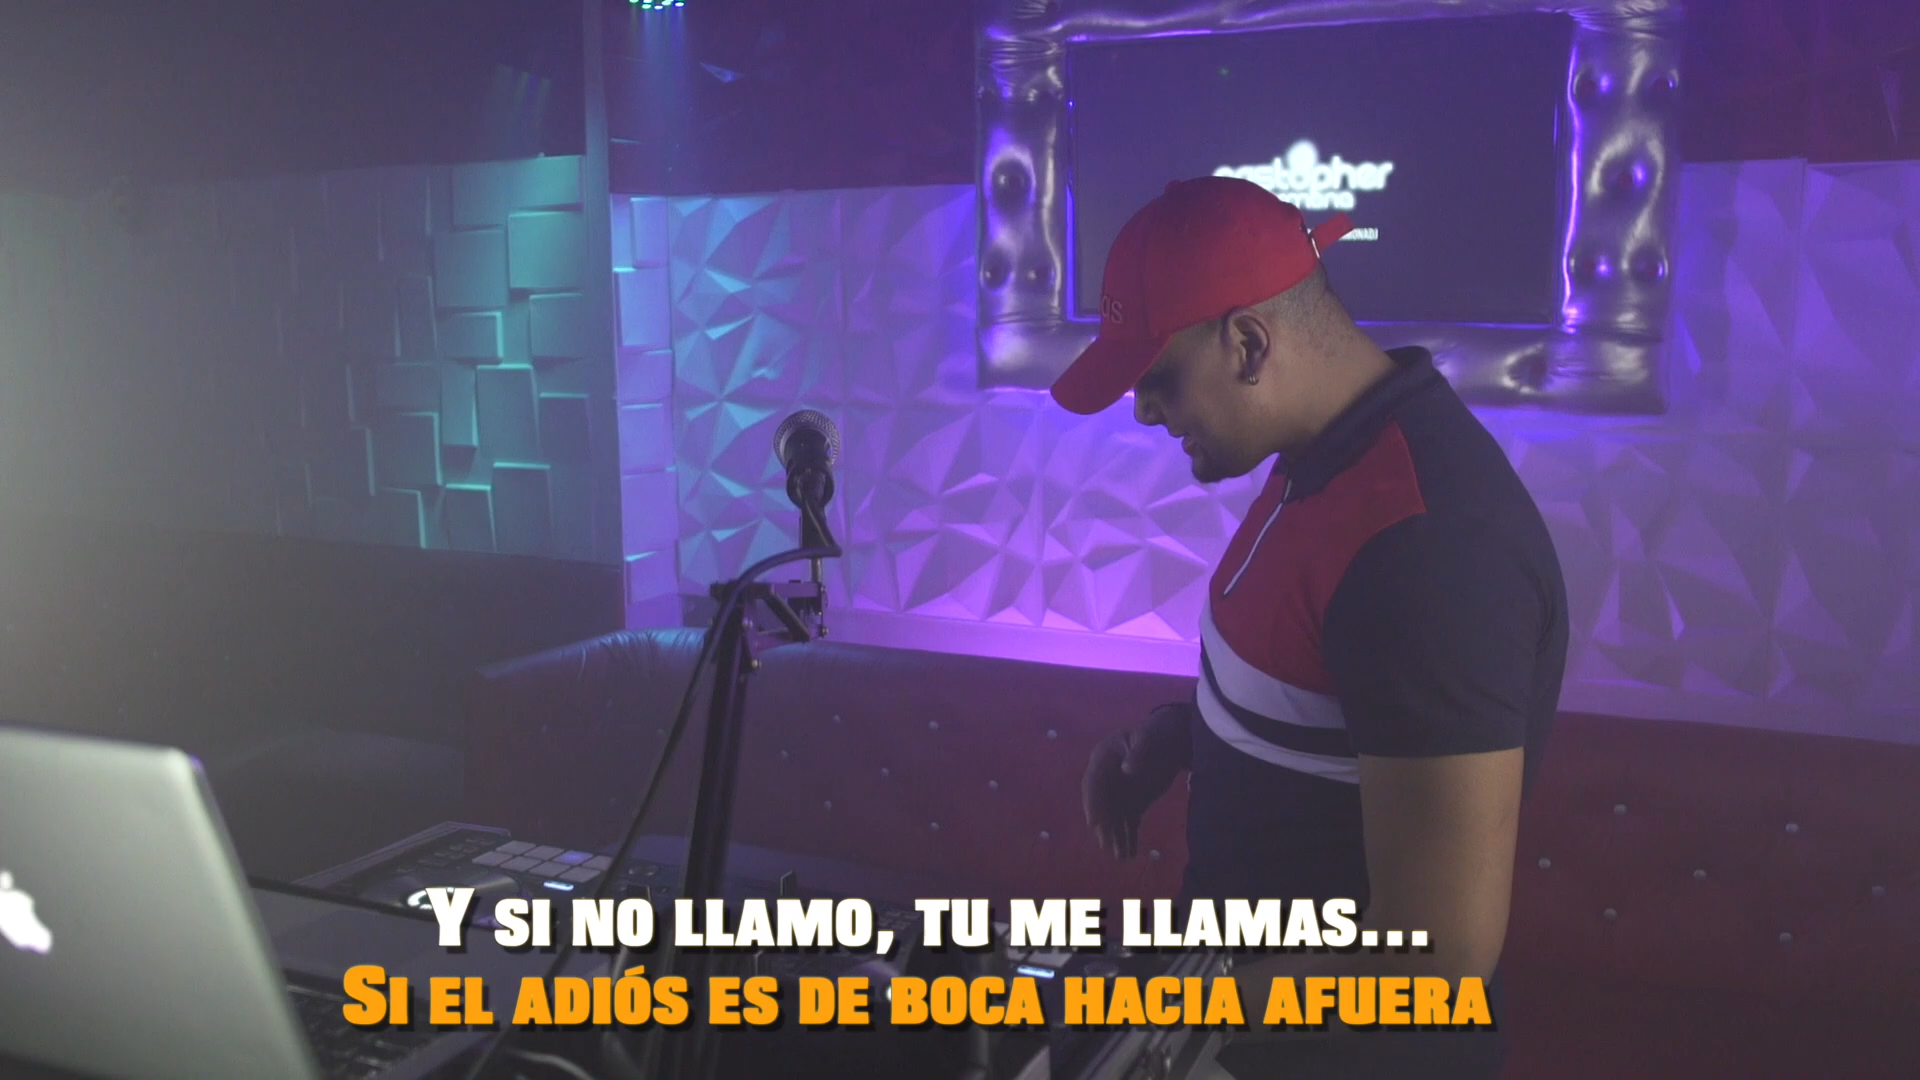 Y SI NO LLAMO, TU ME LLAMAS...
SI EL ADIÓS ES DE BOCA HACIA AFUERA